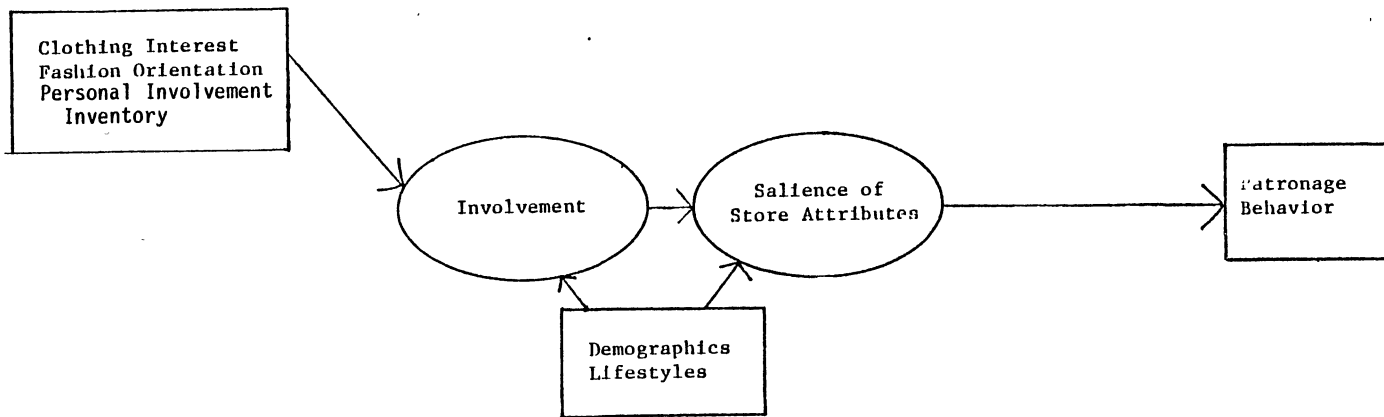 Clothing Interest
Fashion Orientation
Personal Involvement
Inventory
Involvement
Salience of
Store Attributes
Patronage
Behavior
Demographics
Lifestyles